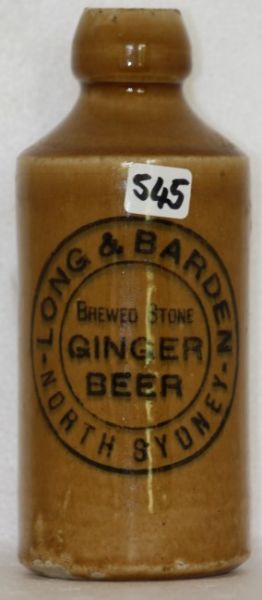 545
LONG & BARDEN
BREWED STONE
GINGER
BEER
NORTH SYDNEY